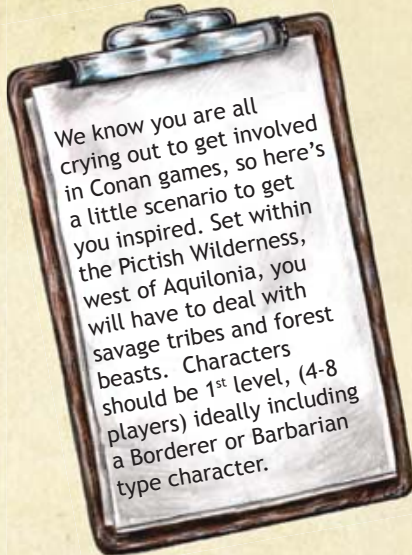 We know you are all
crying out to get involved
in Conan games, so here’s
a little scenario to get
you inspired. Set within
the Pictish Wilderness,
west of Aquilonia, you
will have to deal with
savage tribes and forest
beasts.  Characters
should be 1st level, (4-8
players) ideally including
a Borderer or Barbarian
type character.